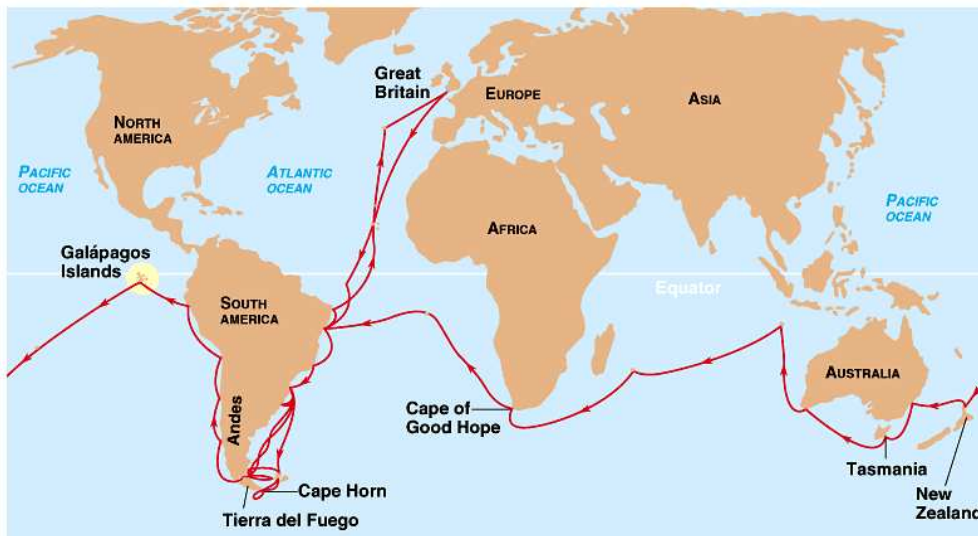 Great
Britain
EUROPE
ASIA
NORTH
AMERICA
PACIFIC
OCEAN
ATLANTIC
OCEAN
PACIFIC
OCEAN
AFRICA
Galápagos
Islands
Equator
SOUTH
AMERICA
AUSTRALIA
Andes
Cape of
Good Hope
Tasmania
Cape Horn
New
Zealand
Tierra del Fuego